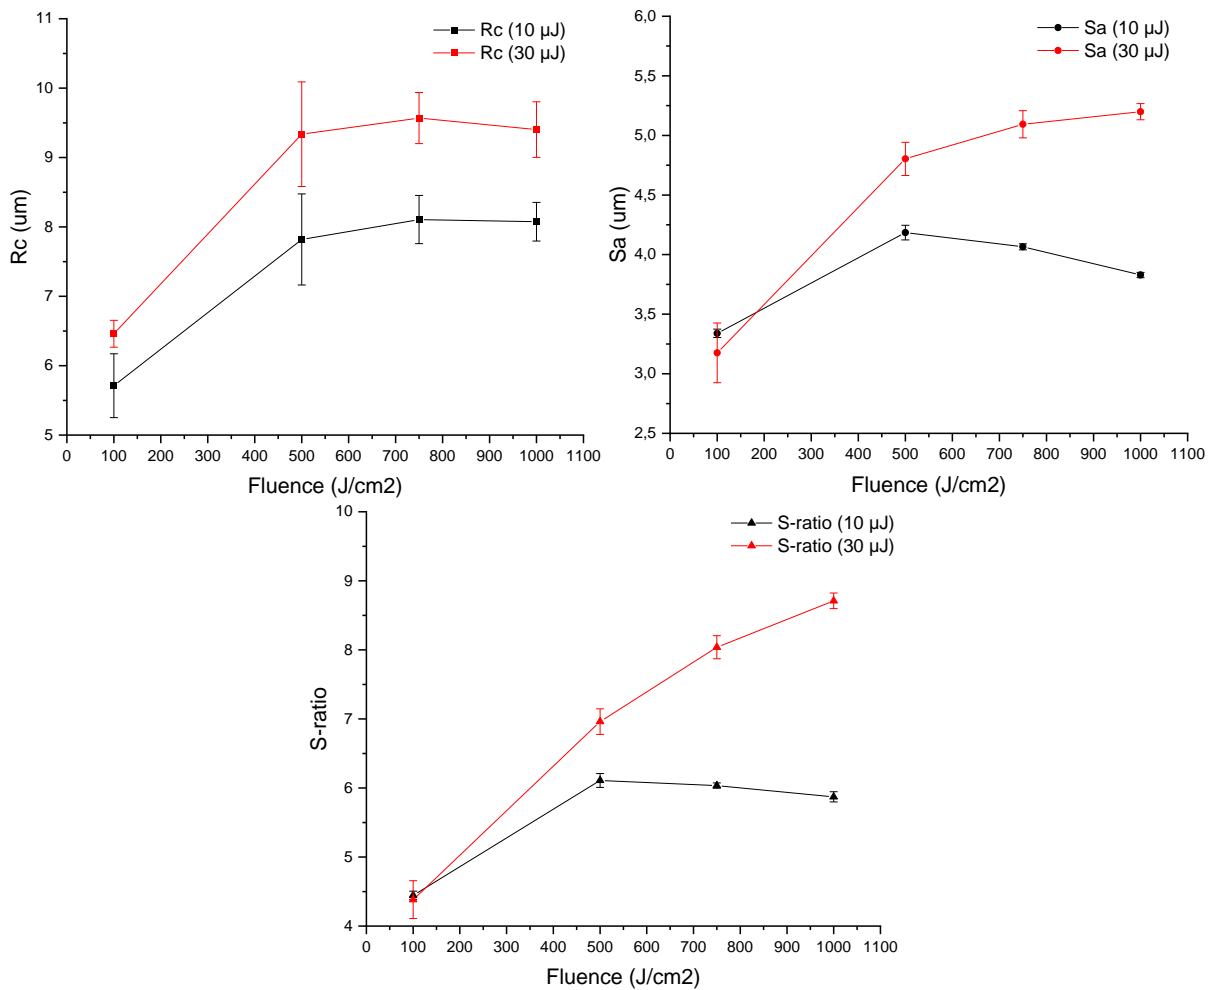 Rc (10 µJ)
Rc (30 µJ)
11
10
9
8
7
6
5
Rc (um)
0 100 200 300 400 500 600 700 800 900 1000 1100
Fluence (J/cm2)
Sa (10 µJ)
Sa (30 µJ)
6,0
5,5
5,0
4,5
4,0
3,5
3,0
2,5
Sa (um)
0 100 200 300 400 500 600 700 800 900 1000 1100
Fluence (J/cm2)
S-ratio (10 µJ)
S-ratio (30 µJ)
10
9
8
7
6
5
4
S-ratio
0 100 200 300 400 500 600 700 800 900 1000 1100
Fluence (J/cm2)